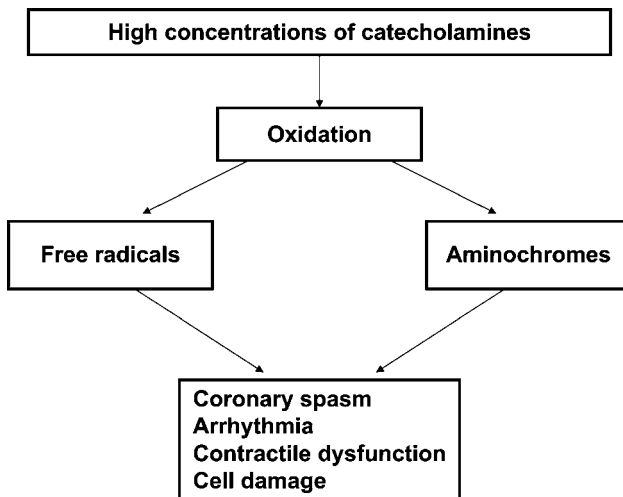 High concentrations of catecholamines
Oxidation
Free radicals
Aminochromes
Coronary spasm
Arrhythmia
Contractile dysfunction
Cell damage